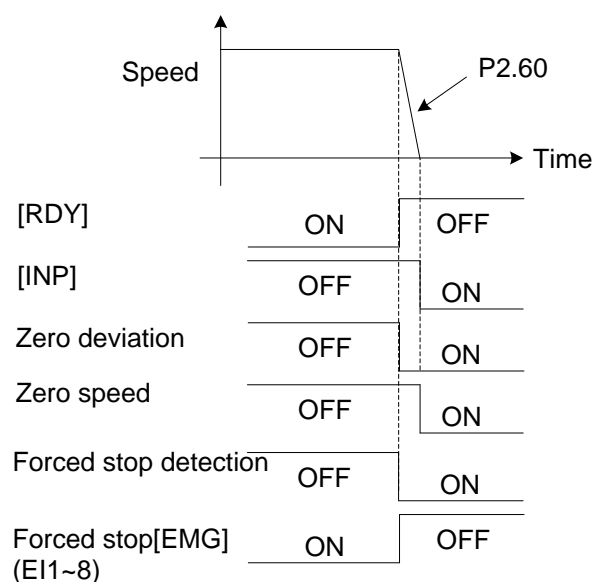 Speed
P2.60
Time
[RDY]
ON
OFF
[INP]
OFF
ON
Zero deviation
OFF
ON
Zero speed
OFF
ON
Forced stop detection
OFF
ON
Forced stop[EMG]
(EI1~8)
ON
OFF